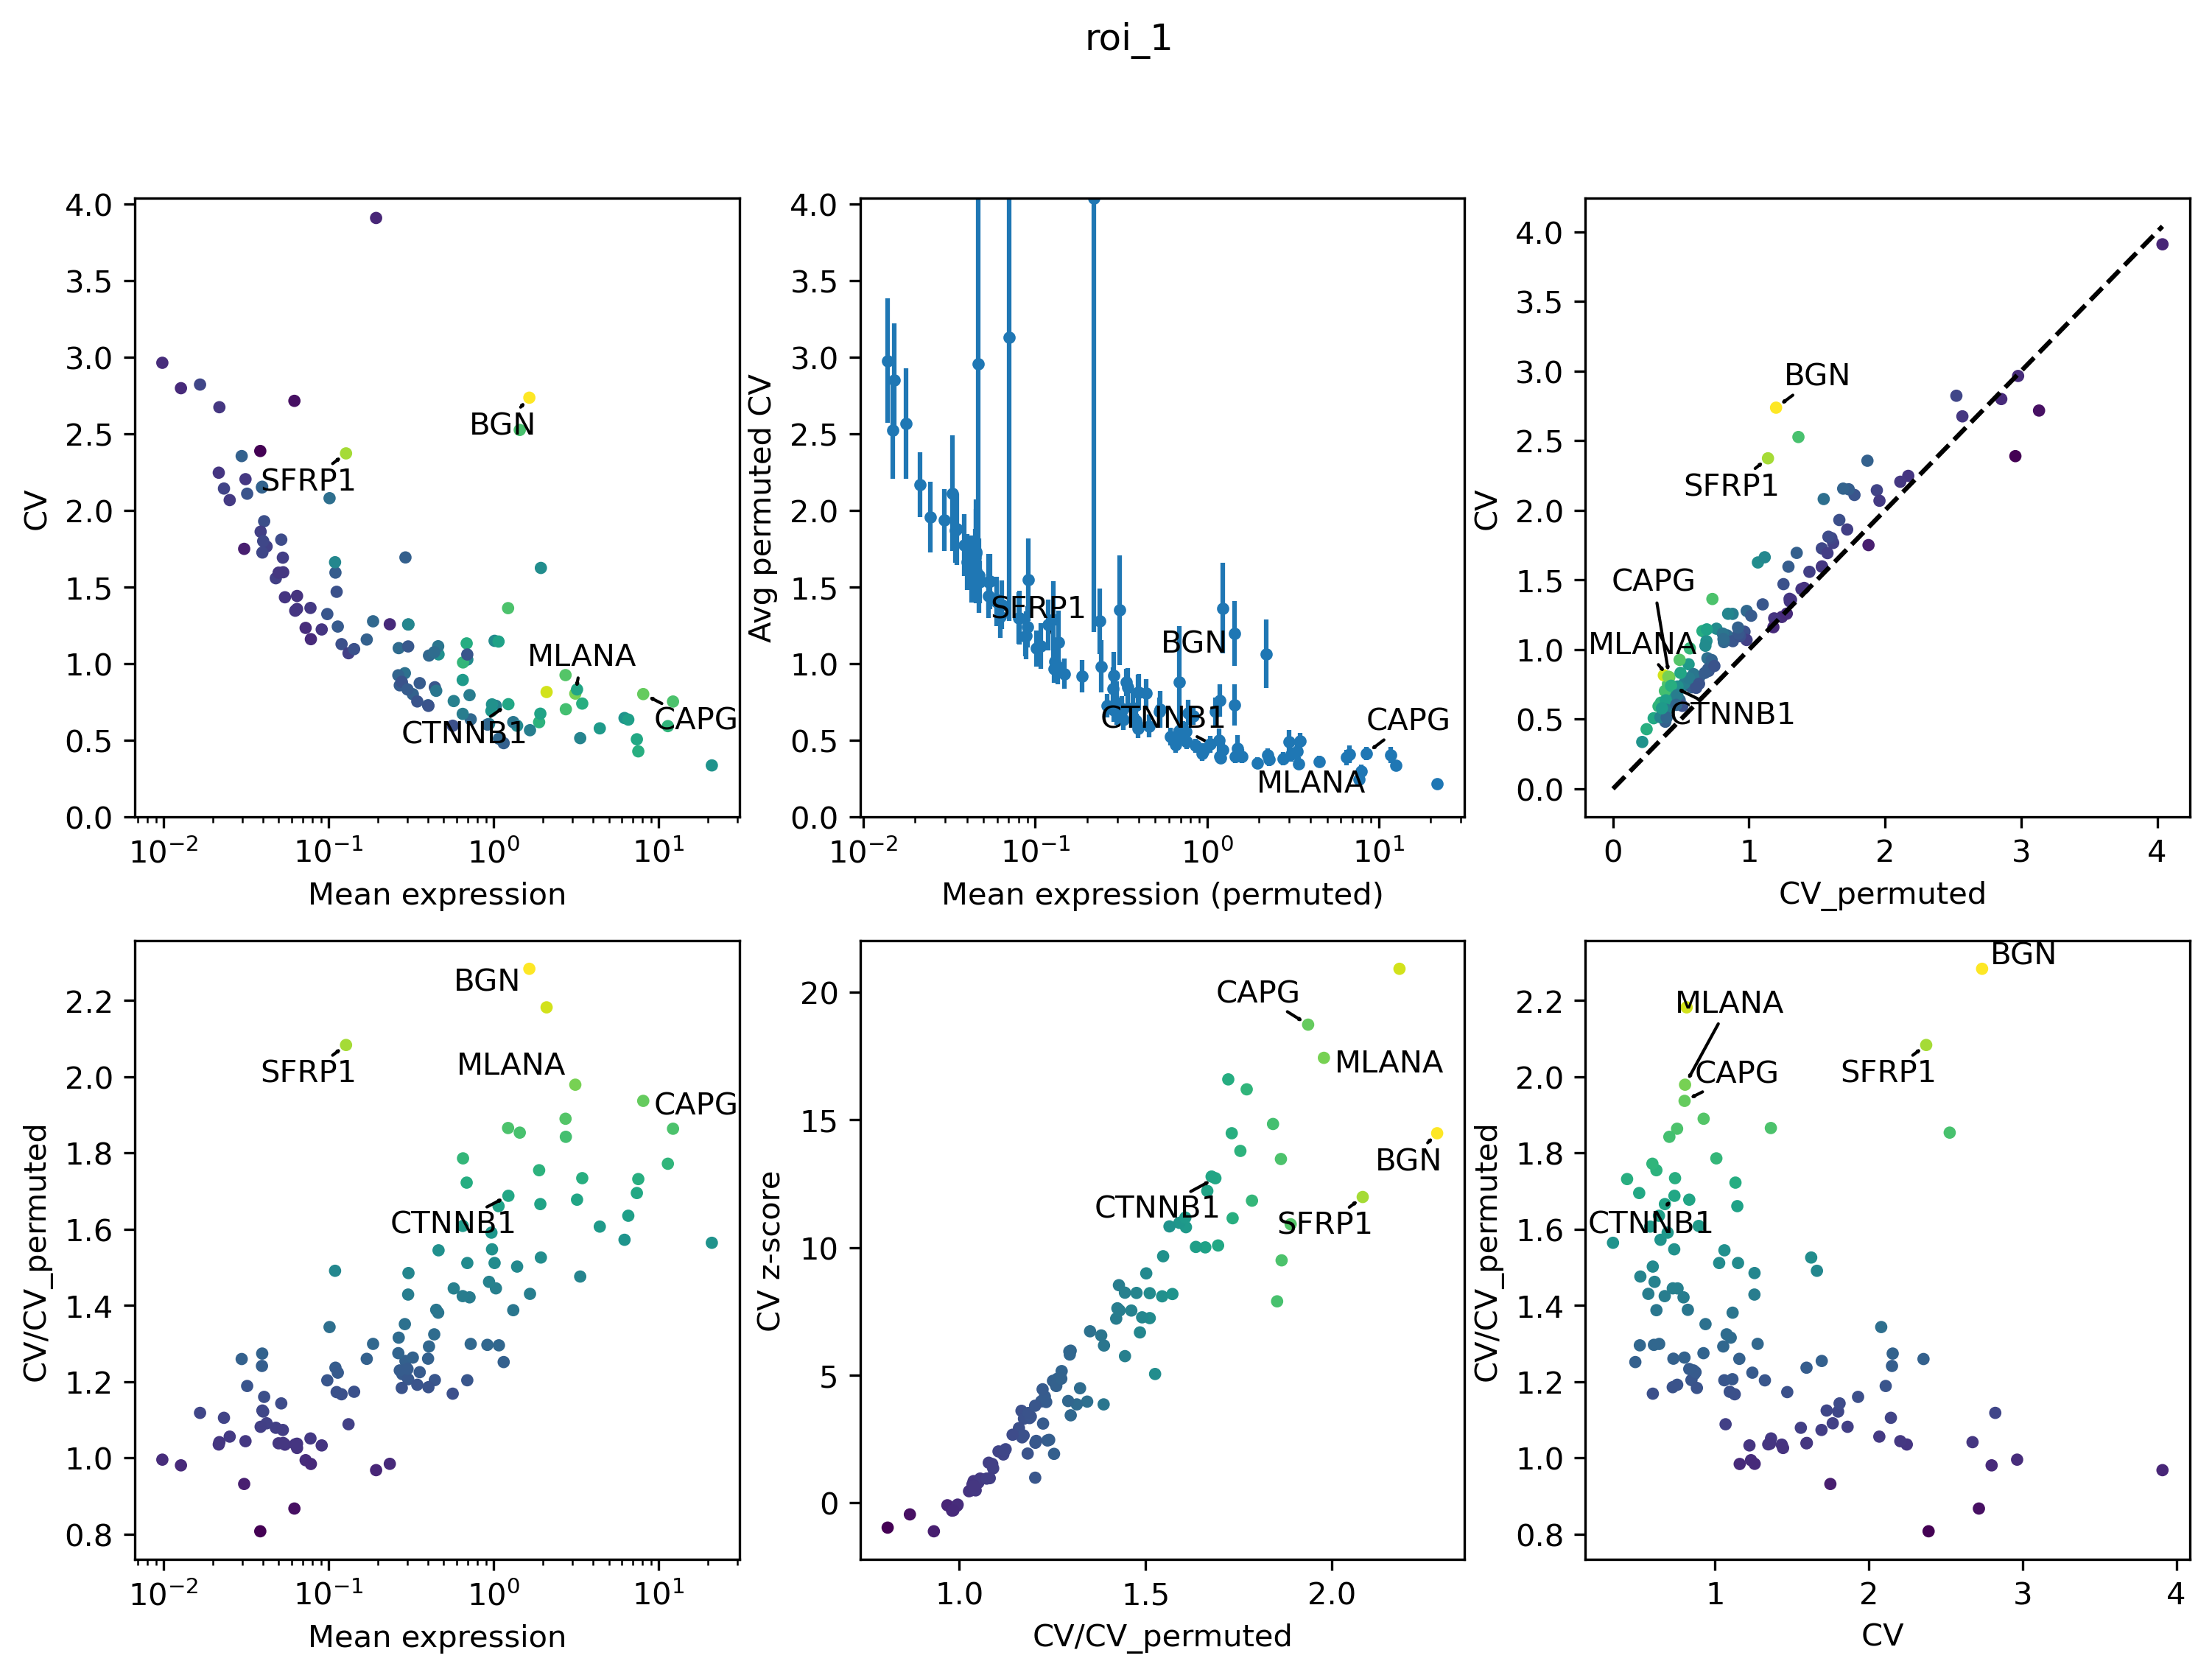 roi_1
4.0
3.5
3.0
2.5
2.0
1.5
1.0
0.5
0.0
CV
BGN
SFRP1
MLANA
CTNNB1
CAPG
10⁻² 10⁻¹ 10⁰ 10¹
Mean expression
4.0
3.5
3.0
2.5
2.0
1.5
1.0
0.5
0.0
Avg permuted CV
SFRP1
BGN
CTNNB1
CAPG
MLANA
10⁻² 10⁻¹ 10⁰ 10¹
Mean expression (permuted)
4.0
3.5
3.0
2.5
2.0
1.5
1.0
0.5
0.0
CV
BGN
SFRP1
CAPG
MLANA
CTNNB1
0 1 2 3 4
CV_permuted
2.2
2.0
1.8
1.6
1.4
1.2
1.0
0.8
CV/CV_permuted
BGN
SFRP1
MLANA
CAPG
CTNNB1
10⁻² 10⁻¹ 10⁰ 10¹
Mean expression
20
15
10
5
0
CV z-score
CAPG
MLANA
BGN
CTNNB1
SFRP1
1.0 1.5 2.0
CV/CV_permuted
2.2
2.0
1.8
1.6
1.4
1.2
1.0
0.8
CV/CV_permuted
BGN
MLANA
CAPG
SFRP1
CTNNB1
1 2 3 4
CV